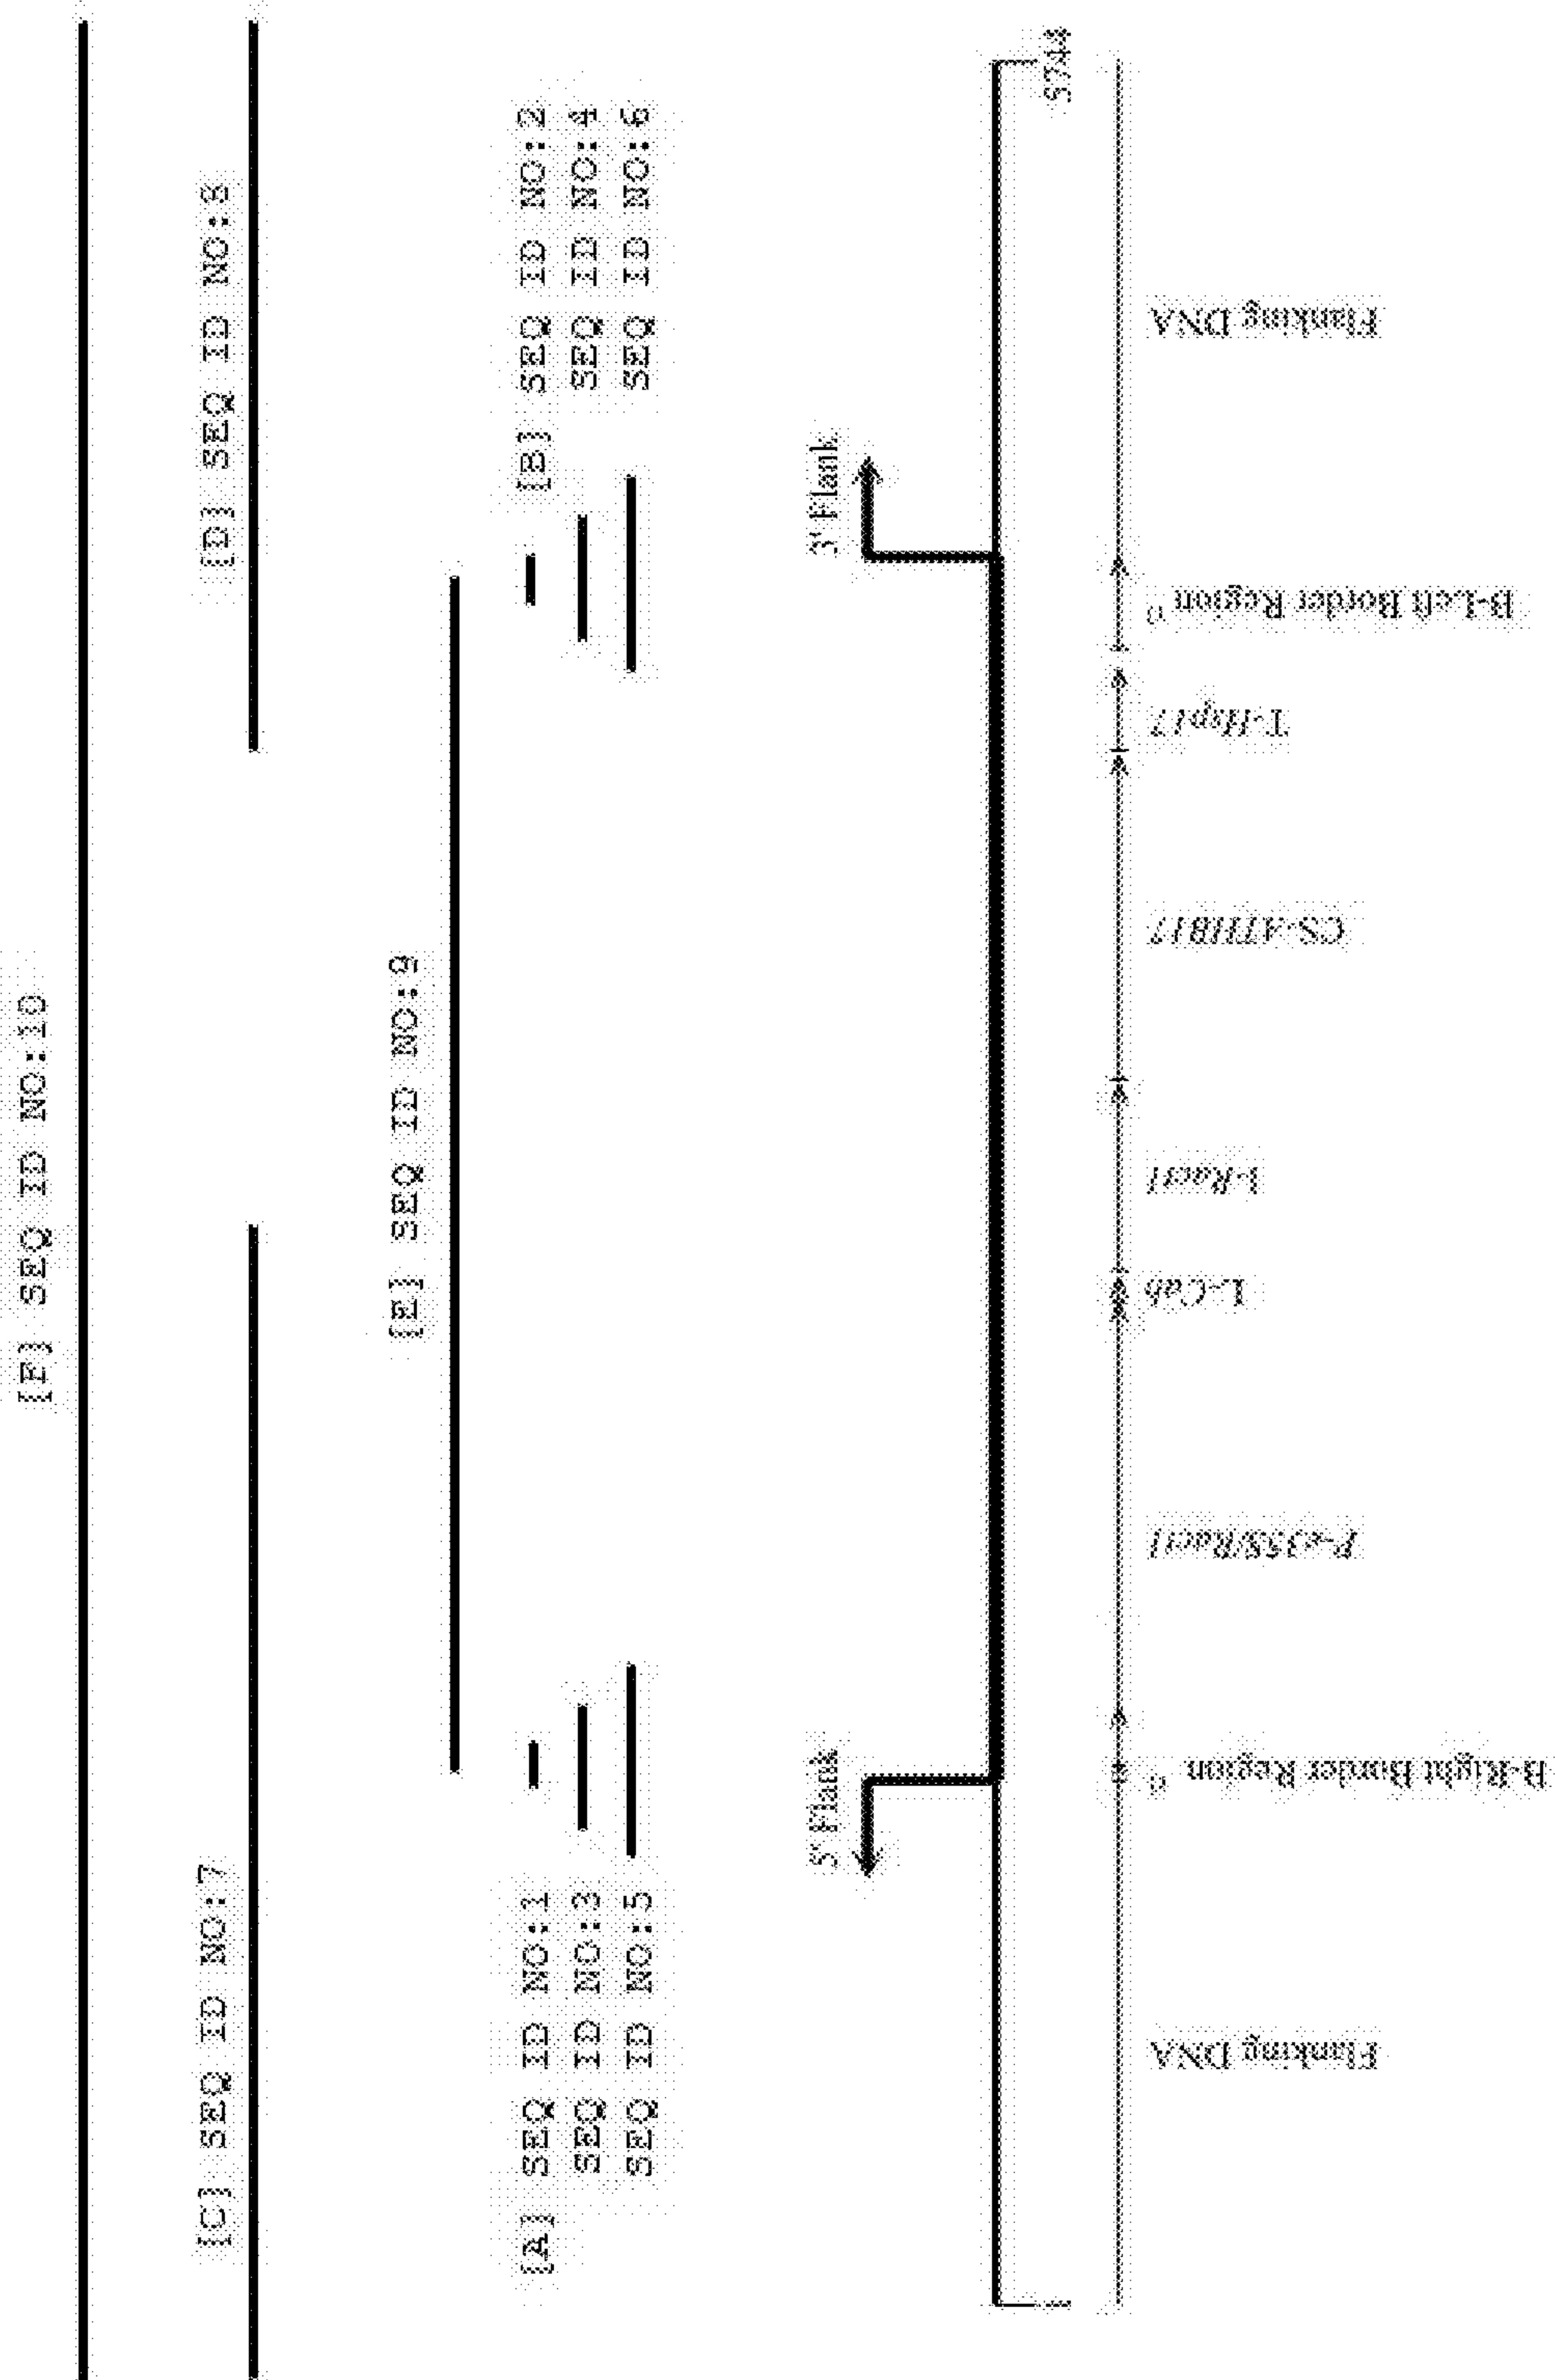 [F] SEQ ID NO:10
[C] SEQ ID NO:7
[D] SEQ ID NO:8
[E] SEQ ID NO:9
[A] SEQ ID NO:1
SEQ ID NO:3
SEQ ID NO:5
[B] SEQ ID NO:2
SEQ ID NO:4
SEQ ID NO:6
5' Flank
3' Flank
1
5744
Flanking DNA
B-Right Border Region
P-e35S/Ract1
L-Cab
I-Ract1
CS-ATHB17
T-Hsp17
B-Left Border Region
Flanking DNA